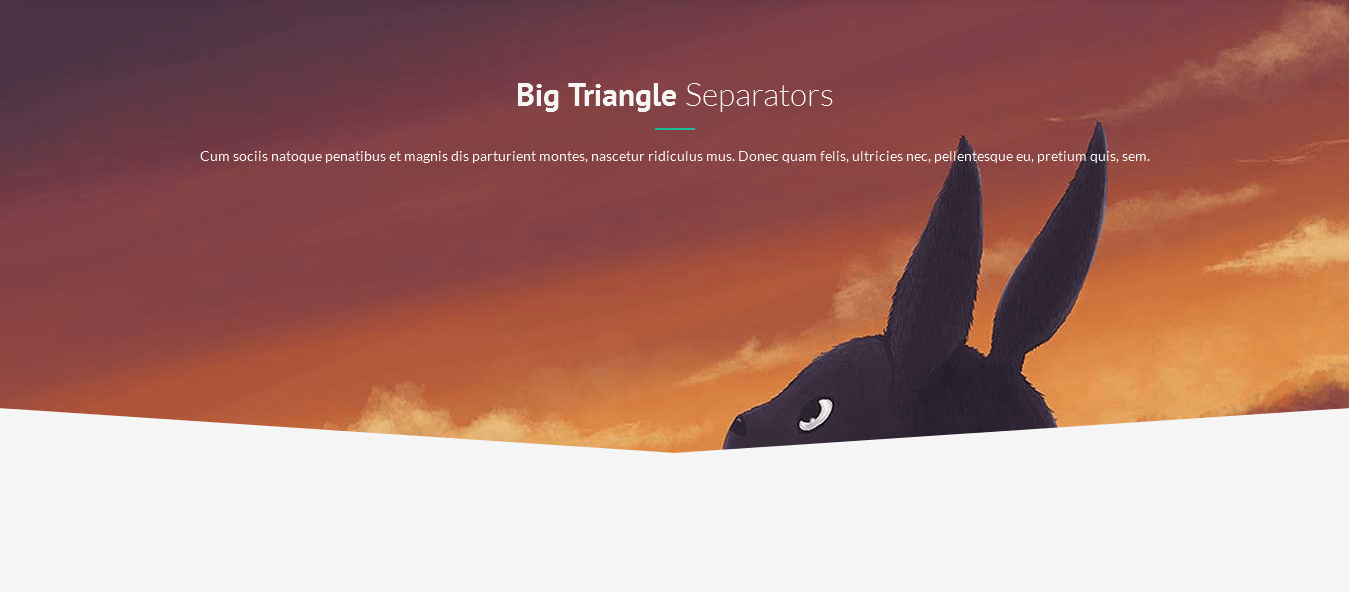 Big Triangle Separators
Cum sociis natoque penatibus et magnis dis parturient montes, nascetur ridiculus mus. Donec quam felis, ultricies nec, pellentesque eu, pretium quis, sem.